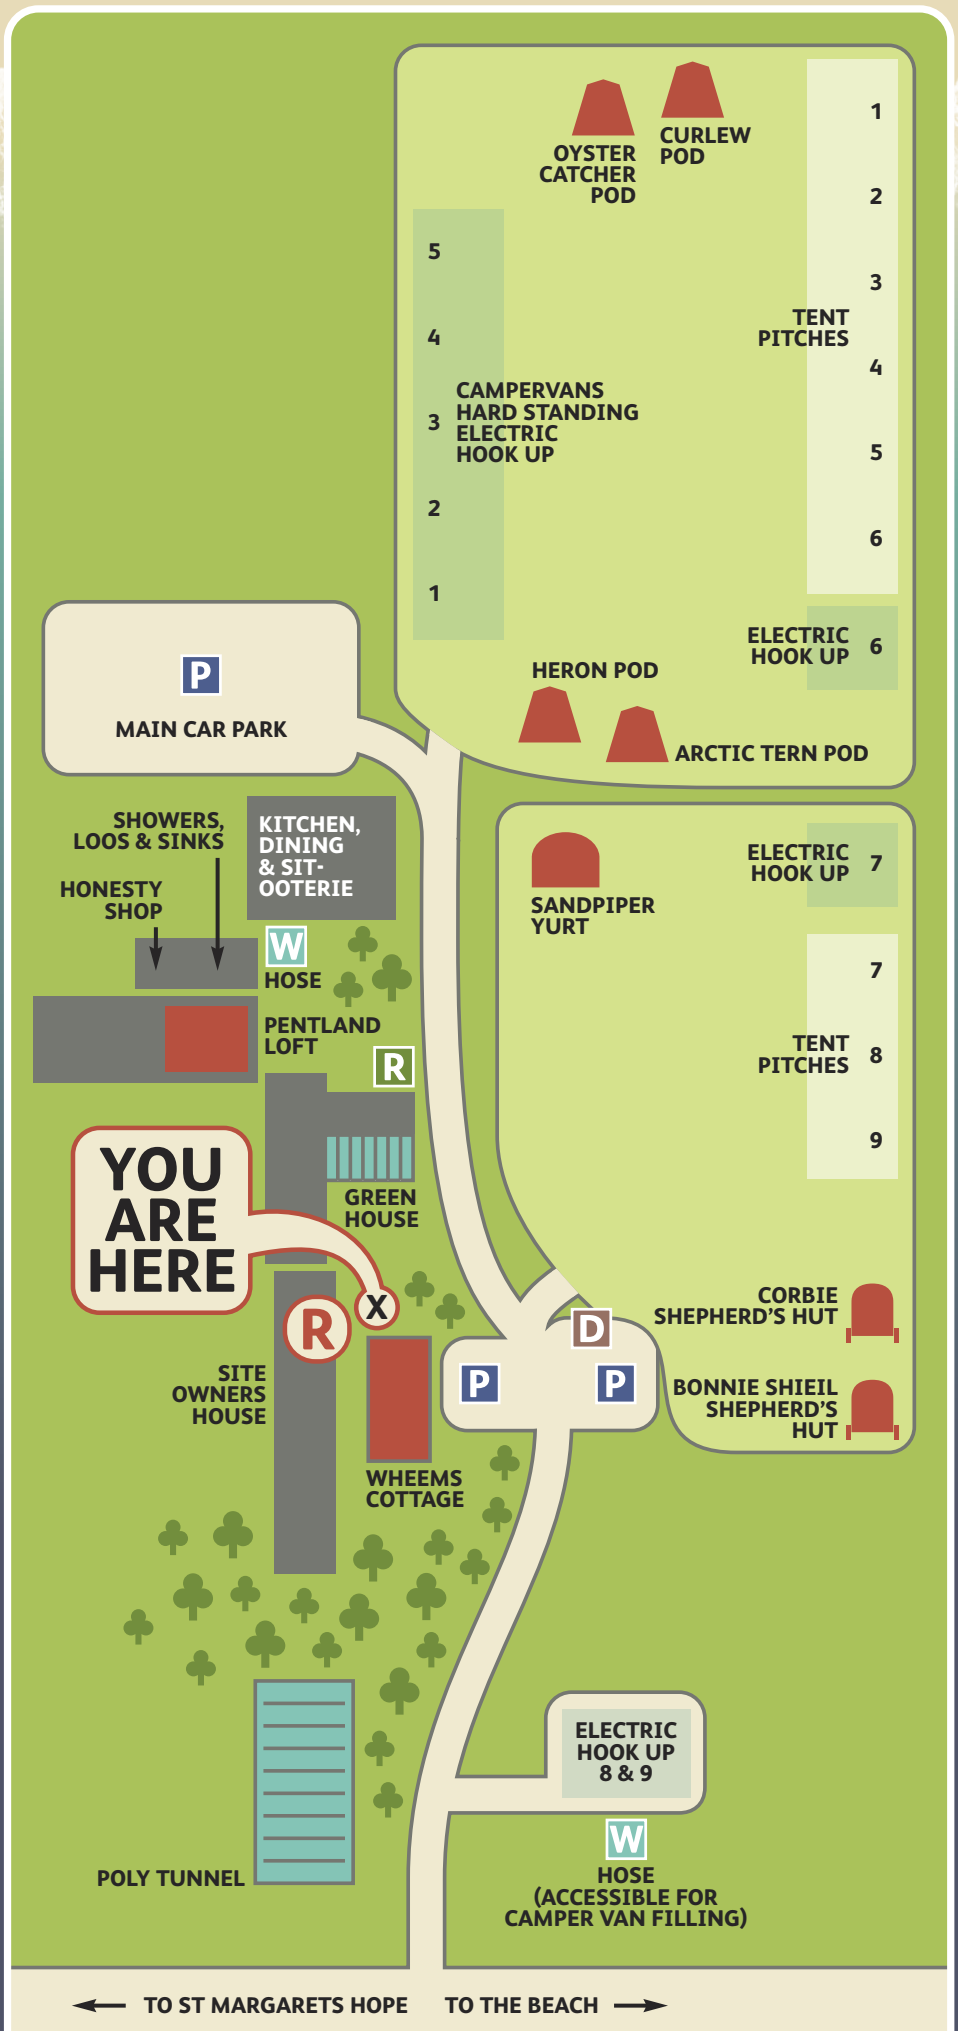 CURLEW
POD
OYSTER
CATCHER
POD
1
2
3
TENT
PITCHES
4
5
6
5
4
3
2
1
CAMPERVANS
HARD STANDING
ELECTRIC
HOOK UP
ELECTRIC
HOOK UP
6
HERON POD
ARCTIC TERN POD
P
MAIN CAR PARK
SHOWERS,
LOOS & SINKS
HONESTY
SHOP
KITCHEN,
DINING
& SIT-
OOTERIE
W
HOSE
PENTLAND
LOFT
R
SANDPIPER
YURT
ELECTRIC
HOOK UP
7
7
TENT
PITCHES
8
9
YOU
ARE
HERE
GREEN
HOUSE
X
R
SITE
OWNERS
HOUSE
WHEEMS
COTTAGE
D
P
P
CORBIE
SHEPHERD'S HUT
BONNIE SHIEIL
SHEPHERD'S
HUT
POLY TUNNEL
ELECTRIC
HOOK UP
8 & 9
W
HOSE
(ACCESSIBLE FOR
CAMPER VAN FILLING)
TO ST MARGARETS HOPE
TO THE BEACH